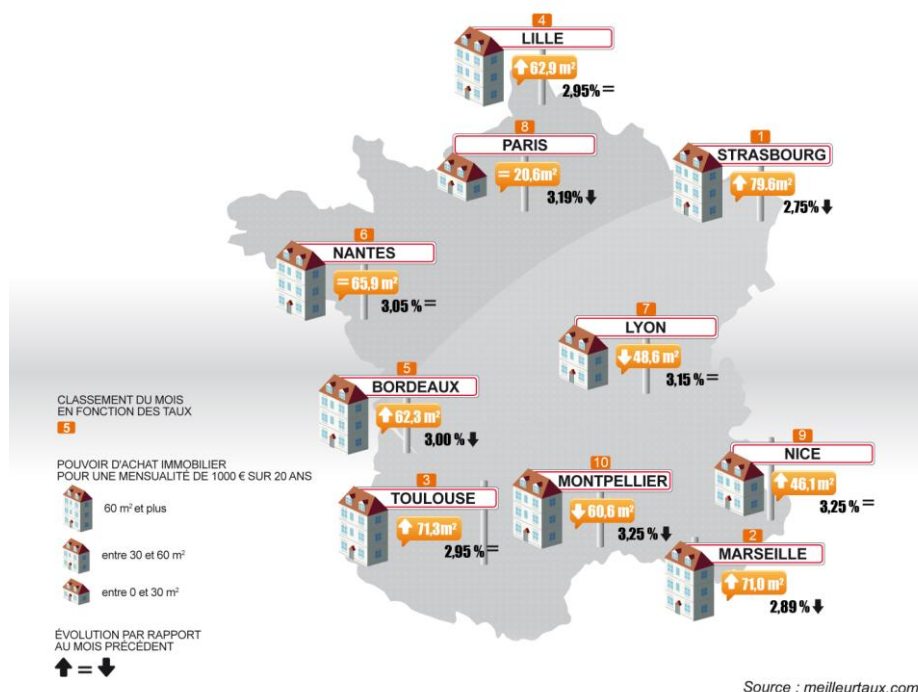 4
LILLE
↑ 62,9 m²
2,95% =
8
PARIS
= 20,6m²
3,19% ↓
1
STRASBOURG
↑ 79.6m²
2,75% ↓
6
NANTES
= 65,9 m²
3,05 % =
7
LYON
↓ 48,6 m²
3,15% =
5
BORDEAUX
↑ 62,3 m²
3,00 % ↓
9
NICE
↑ 46,1 m²
3,25 % =
3
TOULOUSE
↑ 71,3m²
2,95% =
10
MONTPELLIER
↓ 60,6 m²
3,25 % ↓
2
MARSEILLE
↑ 71,0 m²
2,89 % ↓
CLASSEMENT DU MOIS
EN FONCTION DES TAUX
5
POUVOIR D'ACHAT IMMOBILIER
POUR UNE MENSUALITÉ DE 1000 € SUR 20 ANS
60 m² et plus
entre 30 et 60 m²
entre 0 et 30 m²
ÉVOLUTION PAR RAPPORT
AU MOIS PRÉCÉDENT
↑ = ↓
Source : meilleurtaux.com